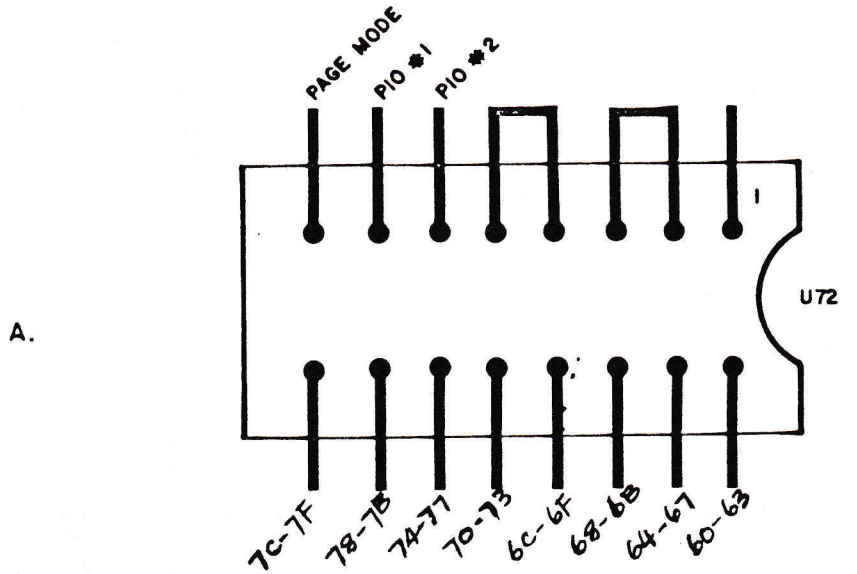 PAGE MODE
PIO #1
PIO #2
1
U72
A.
7C-7F
78-7B
74-77
70-73
6C-6F
68-6B
64-67
60-63